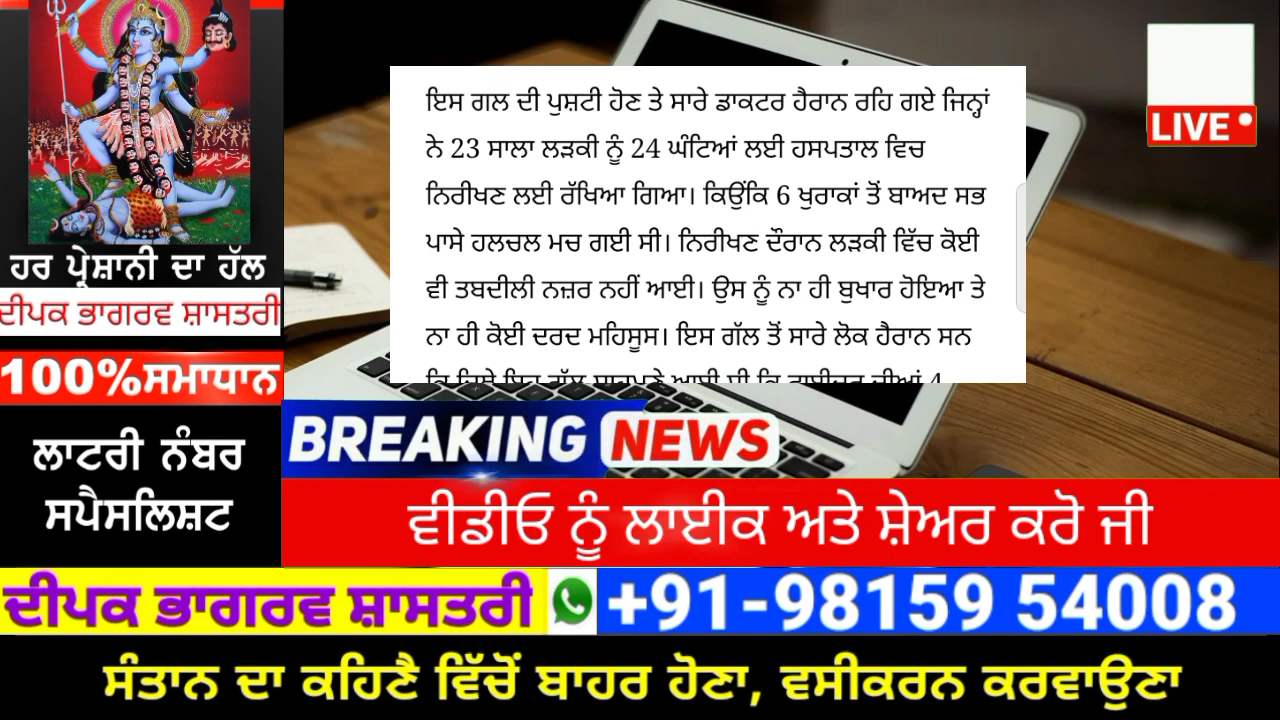 ਇਸ ਗਲ ਦੀ ਪੁਸ਼ਟੀ ਹੋਣ ਤੇ ਸਾਰੇ ਡਾਕਟਰ ਹੈਰਾਨ ਰਹਿ ਗਏ ਜਿਨ੍ਹਾਂ
ਨੇ 23 ਸਾਲਾ ਲੜਕੀ ਨੂੰ 24 ਘੰਟਿਆਂ ਲਈ ਹਸਪਤਾਲ ਵਿਚ
ਨਿਰੀਖਣ ਲਈ ਰੱਖਿਆ ਗਿਆ। ਕਿਉਂਕਿ 6 ਖੁਰਾਕਾਂ ਤੋਂ ਬਾਅਦ ਸਭ
ਪਾਸੇ ਹਲਚਲ ਮਚ ਗਈ ਸੀ। ਨਿਰੀਖਣ ਦੌਰਾਨ ਲੜਕੀ ਵਿੱਚ ਕੋਈ
ਵੀ ਤਬਦੀਲੀ ਨਜ਼ਰ ਨਹੀਂ ਆਈ। ਉਸ ਨੂੰ ਨਾ ਹੀ ਬੁਖਾਰ ਹੋਇਆ ਤੇ
ਨਾ ਹੀ ਕੋਈ ਦਰਦ ਮਹਿਸੂਸ। ਇਸ ਗੱਲ ਤੋਂ ਸਾਰੇ ਲੋਕ ਹੈਰਾਨ ਸਨ
LIVE
ਹਰ ਪ੍ਰੇਸ਼ਾਨੀ ਦਾ ਹੱਲ
ਦੀਪਕ ਭਾਗਰਵ ਸ਼ਾਸਤਰੀ
100%ਸਮਾਧਾਨ
ਲਾਟਰੀ ਨੰਬਰ
ਸਪੈਸਲਿਸ਼ਟ
BREAKING NEWS
ਵੀਡੀਓ ਨੂੰ ਲਾਈਕ ਅਤੇ ਸ਼ੇਅਰ ਕਰੋ ਜੀ
ਦੀਪਕ ਭਾਗਰਵ ਸ਼ਾਸਤਰੀ +91-98159 54008
ਸੰਤਾਨ ਦਾ ਕਹਿਣੈ ਵਿੱਚੋਂ ਬਾਹਰ ਹੋਣਾ, ਵਸੀਕਰਨ ਕਰਵਾਉਣਾ